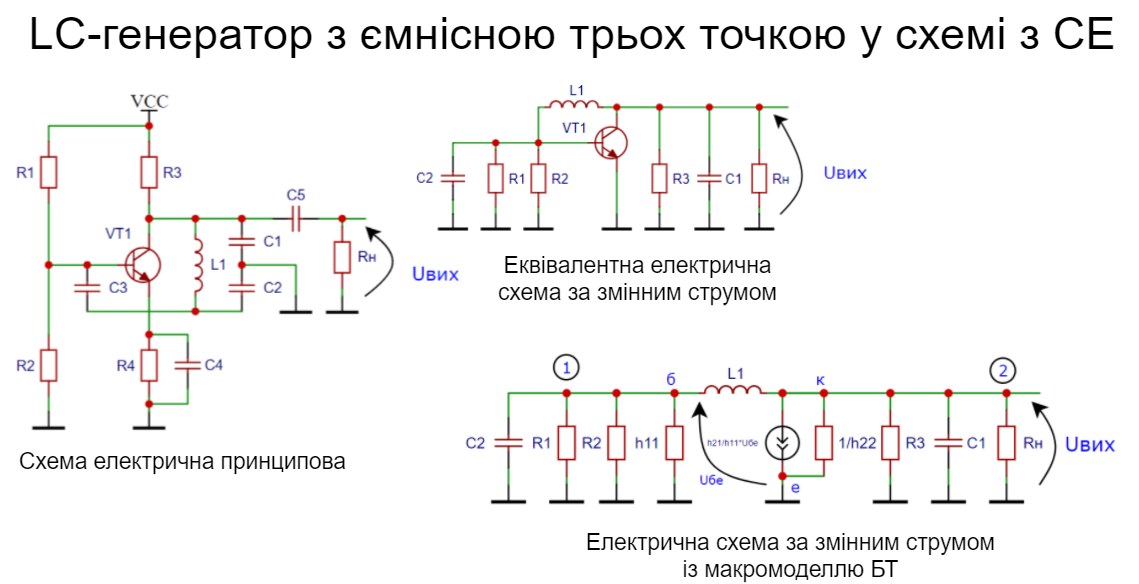 LC-генератор з ємнісною трьох точкою у схемі з СЕ
VCC
R1
R3
C5
VT1
C1
L1
Rн
Uвих
C3
C2
R2
R4
C4
Схема електрична принципова
L1
VT1
C2
R1
R2
R3
C1
Rн
Uвих
Еквівалентна електрична
схема за змінним струмом
1
б
L1
к
2
C2
R1
R2
h11
h21/h11*Uбе
1/h22
R3
C1
Rн
Uвих
Uбе
е
Електрична схема за змінним струмом
із макромоделлю БТ